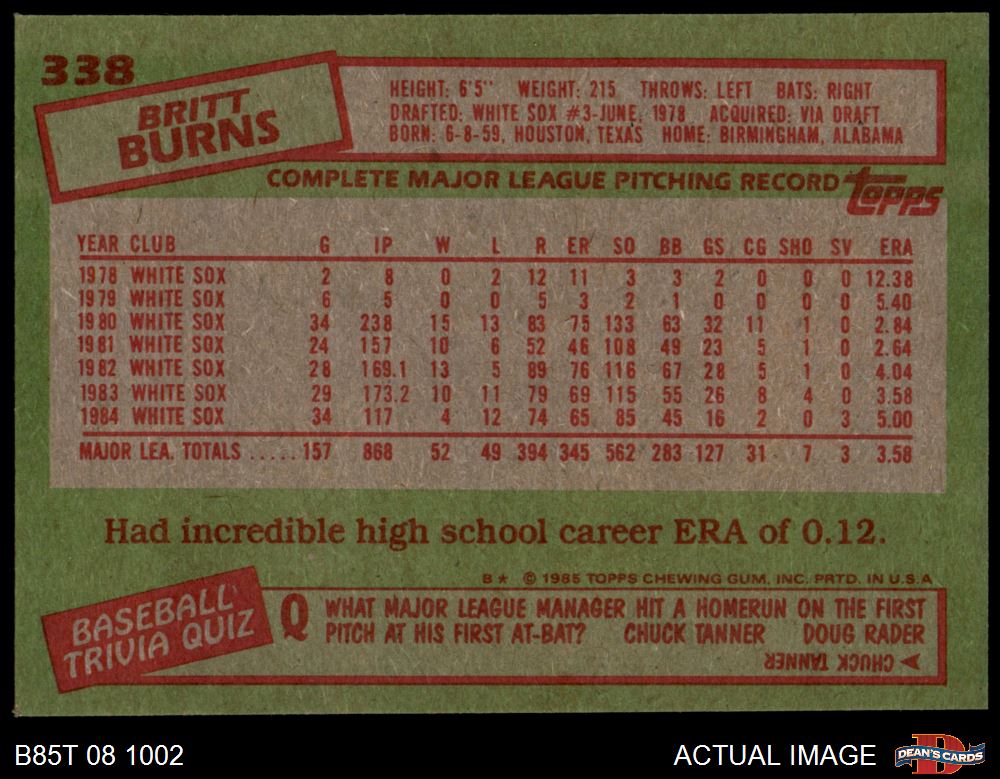 338
BRITT
BURNS
HEIGHT: 6'5" WEIGHT: 215 THROWS: LEFT BATS: RIGHT
DRAFTED: WHITE SOX #3-JUNE, 1978 ACQUIRED: VIA DRAFT
BORN: 6-8-59, HOUSTON, TEXAS HOME: BIRMINGHAM, ALABAMA
COMPLETE MAJOR LEAGUE PITCHING RECORD topps
YEAR CLUB G IP W L R ER SO BB GS CG SHO SV ERA
1978 WHITE SOX 2 8 0 2 12 11 3 3 2 0 0 0 12.38
1979 WHITE SOX 6 5 0 0 5 3 2 1 0 0 0 0 5.40
1980 WHITE SOX 34 238 15 13 83 75 133 63 32 11 1 0 2.84
1981 WHITE SOX 24 157 10 6 52 46 108 49 23 5 1 0 2.64
1982 WHITE SOX 28 169.1 13 5 89 76 116 67 28 5 1 0 4.04
1983 WHITE SOX 29 173.2 10 11 79 69 115 55 26 8 4 0 3.58
1984 WHITE SOX 34 117 4 12 74 65 85 45 16 2 0 3 5.00
MAJOR LEA. TOTALS ..... 157 868 52 49 394 345 562 283 127 31 7 3 3.58
Had incredible high school career ERA of 0.12.
B★ © 1985 TOPPS CHEWING GUM, INC. PRTD. IN U.S.A
BASEBALL
TRIVIA QUIZ
Q WHAT MAJOR LEAGUE MANAGER HIT A HOMERUN ON THE FIRST
PITCH AT HIS FIRST AT-BAT? CHUCK TANNER DOUG RADER
CHUCK TANNER
B85T 08 1002
ACTUAL IMAGE
DEAN'S CARDS